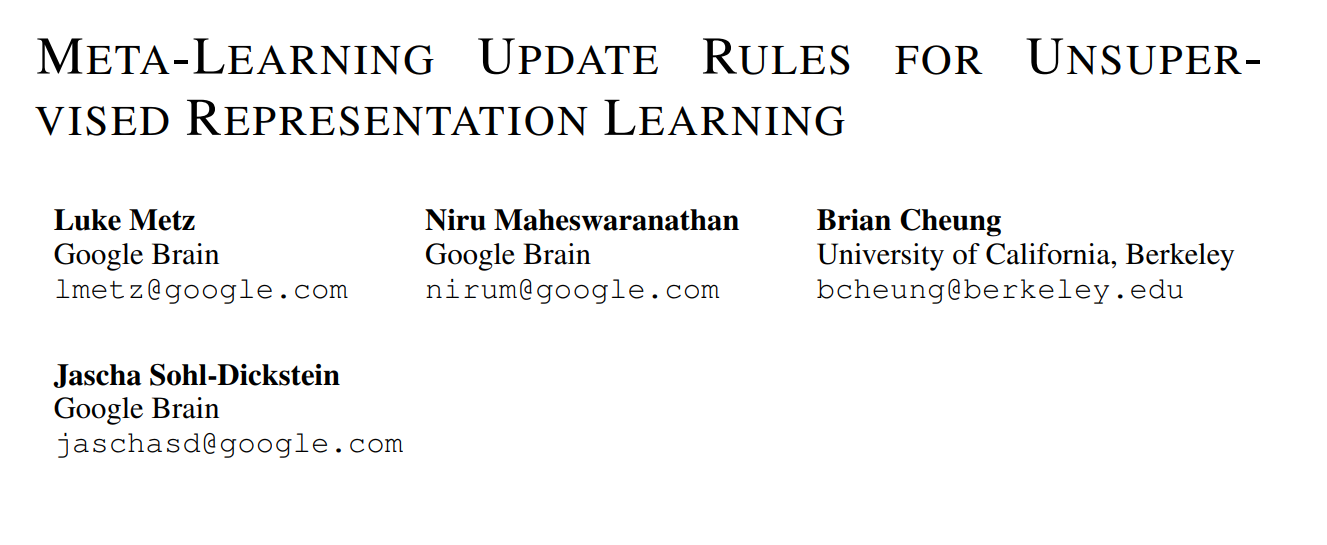 META-LEARNING UPDATE RULES FOR UNSUPER-
VISED REPRESENTATION LEARNING
Luke Metz
Google Brain
lmetz@google.com
Niru Maheswaranathan
Google Brain
nirum@google.com
Brian Cheung
University of California, Berkeley
bcheung@berkeley.edu
Jascha Sohl-Dickstein
Google Brain
jaschasd@google.com